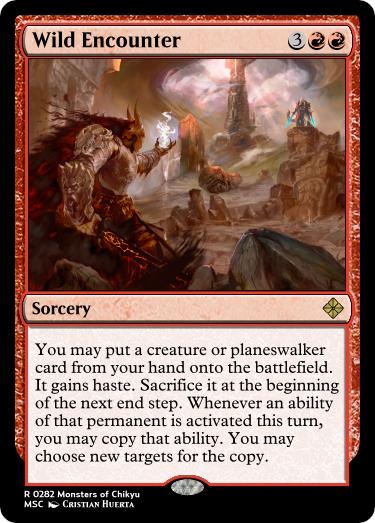 Wild Encounter 3
Sorcery
You may put a creature or planeswalker
card from your hand onto the battlefield.
It gains haste. Sacrifice it at the beginning
of the next end step. Whenever an ability
of that permanent is activated this turn,
you may copy that ability. You may
choose new targets for the copy.
R 0282 Monsters of Chikyu
MSC Cristian Huerta